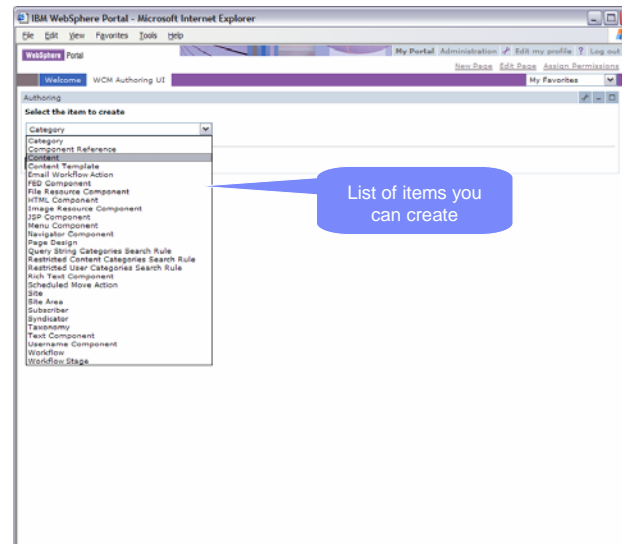 IBM WebSphere Portal - Microsoft Internet Explorer
File Edit View Favorites Tools Help
WebSphere Portal My Portal Administration Edit my profile ? Log out
New Page Edit Page Assign Permissions
Welcome WCM Authoring UI My Favorites
Authoring
Select the item to create
Category
Category
Component Reference
Content
Content Template
Email Workflow Action
FED Component
File Resource Component
HTML Component
Image Resource Component
JSP Component
Menu Component
Navigator Component
Page Design
Query String Categories Search Rule
Restricted Content Categories Search Rule
Restricted User Categories Search Rule
Rich Text Component
Scheduled Move Action
Site
Site Area
Subscriber
Syndicator
Taxonomy
Text Component
Username Component
Workflow
Workflow Stage
List of items you
can create